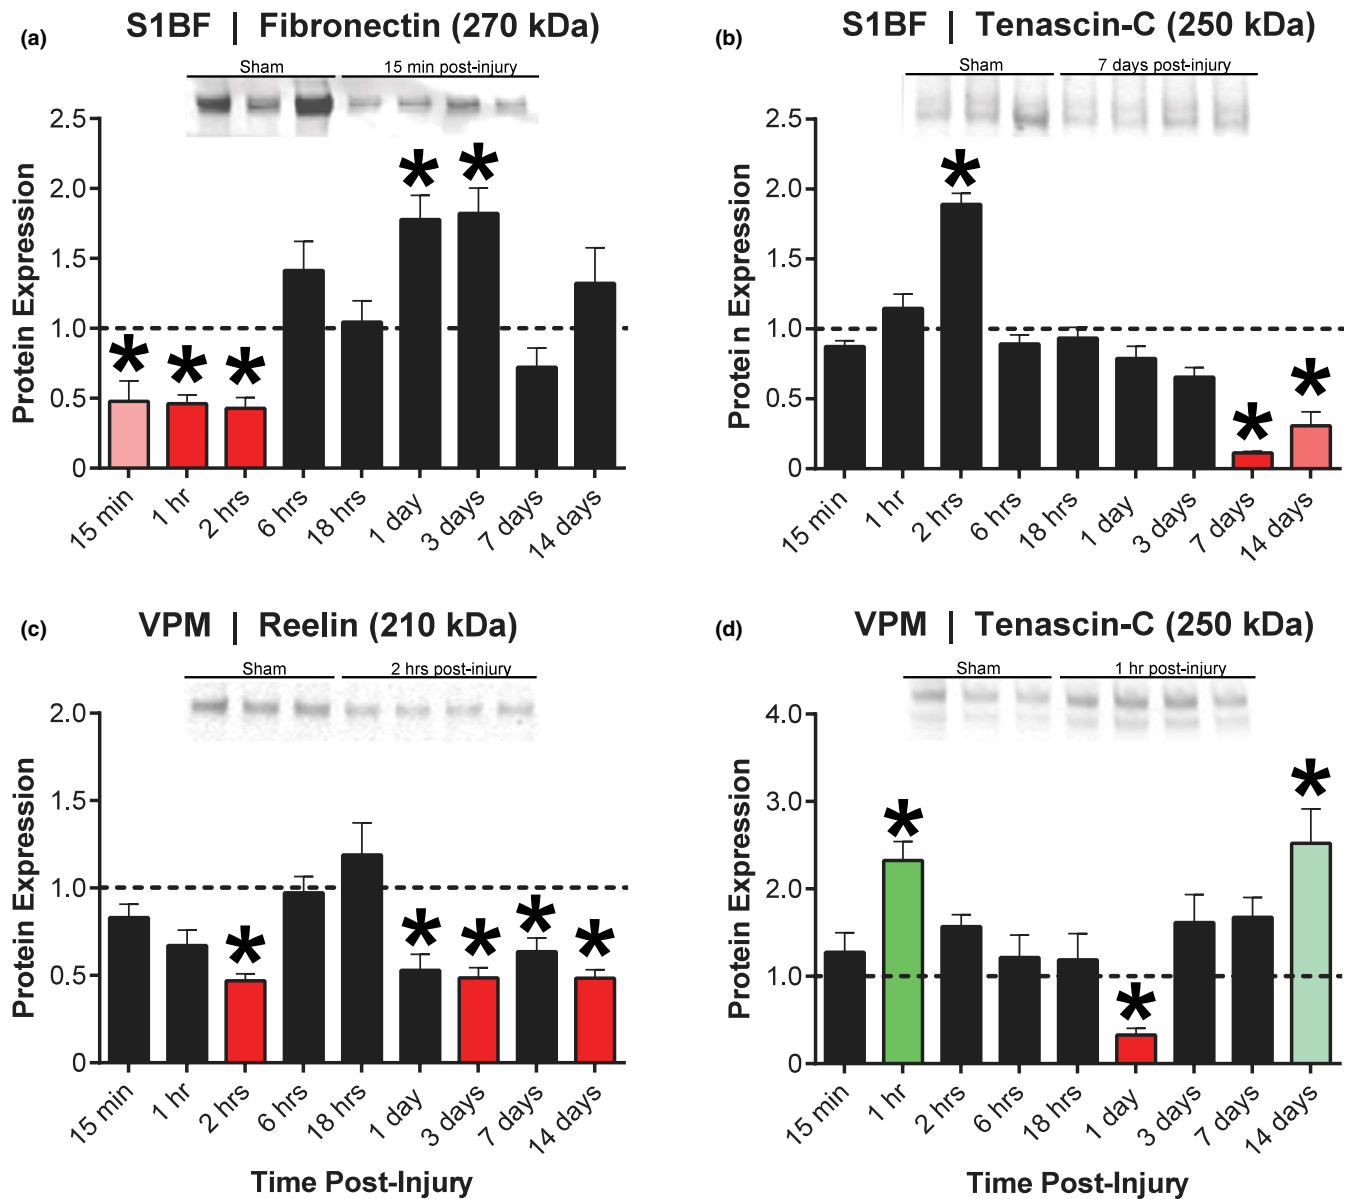 (a) S1BF | Fibronectin (270 kDa)
Sham 15 min post-injury
Protein Expression
2.5
2.0
1.5
1.0
0.5
0
* * * * *
15 min 1 hr 2 hrs 6 hrs 18 hrs 1 day 3 days 7 days 14 days
(b) S1BF | Tenascin-C (250 kDa)
Sham 7 days post-injury
Protein Expression
2.5
2.0
1.5
1.0
0.5
0
* * *
15 min 1 hr 2 hrs 6 hrs 18 hrs 1 day 3 days 7 days 14 days
(c) VPM | Reelin (210 kDa)
Sham 2 hrs post-injury
Protein Expression
2.0
1.5
1.0
0.5
0
* * * * *
15 min 1 hr 2 hrs 6 hrs 18 hrs 1 day 3 days 7 days 14 days
Time Post-Injury
(d) VPM | Tenascin-C (250 kDa)
Sham 1 hr post-injury
Protein Expression
4.0
3.0
2.0
1.0
0
* * *
15 min 1 hr 2 hrs 6 hrs 18 hrs 1 day 3 days 7 days 14 days
Time Post-Injury